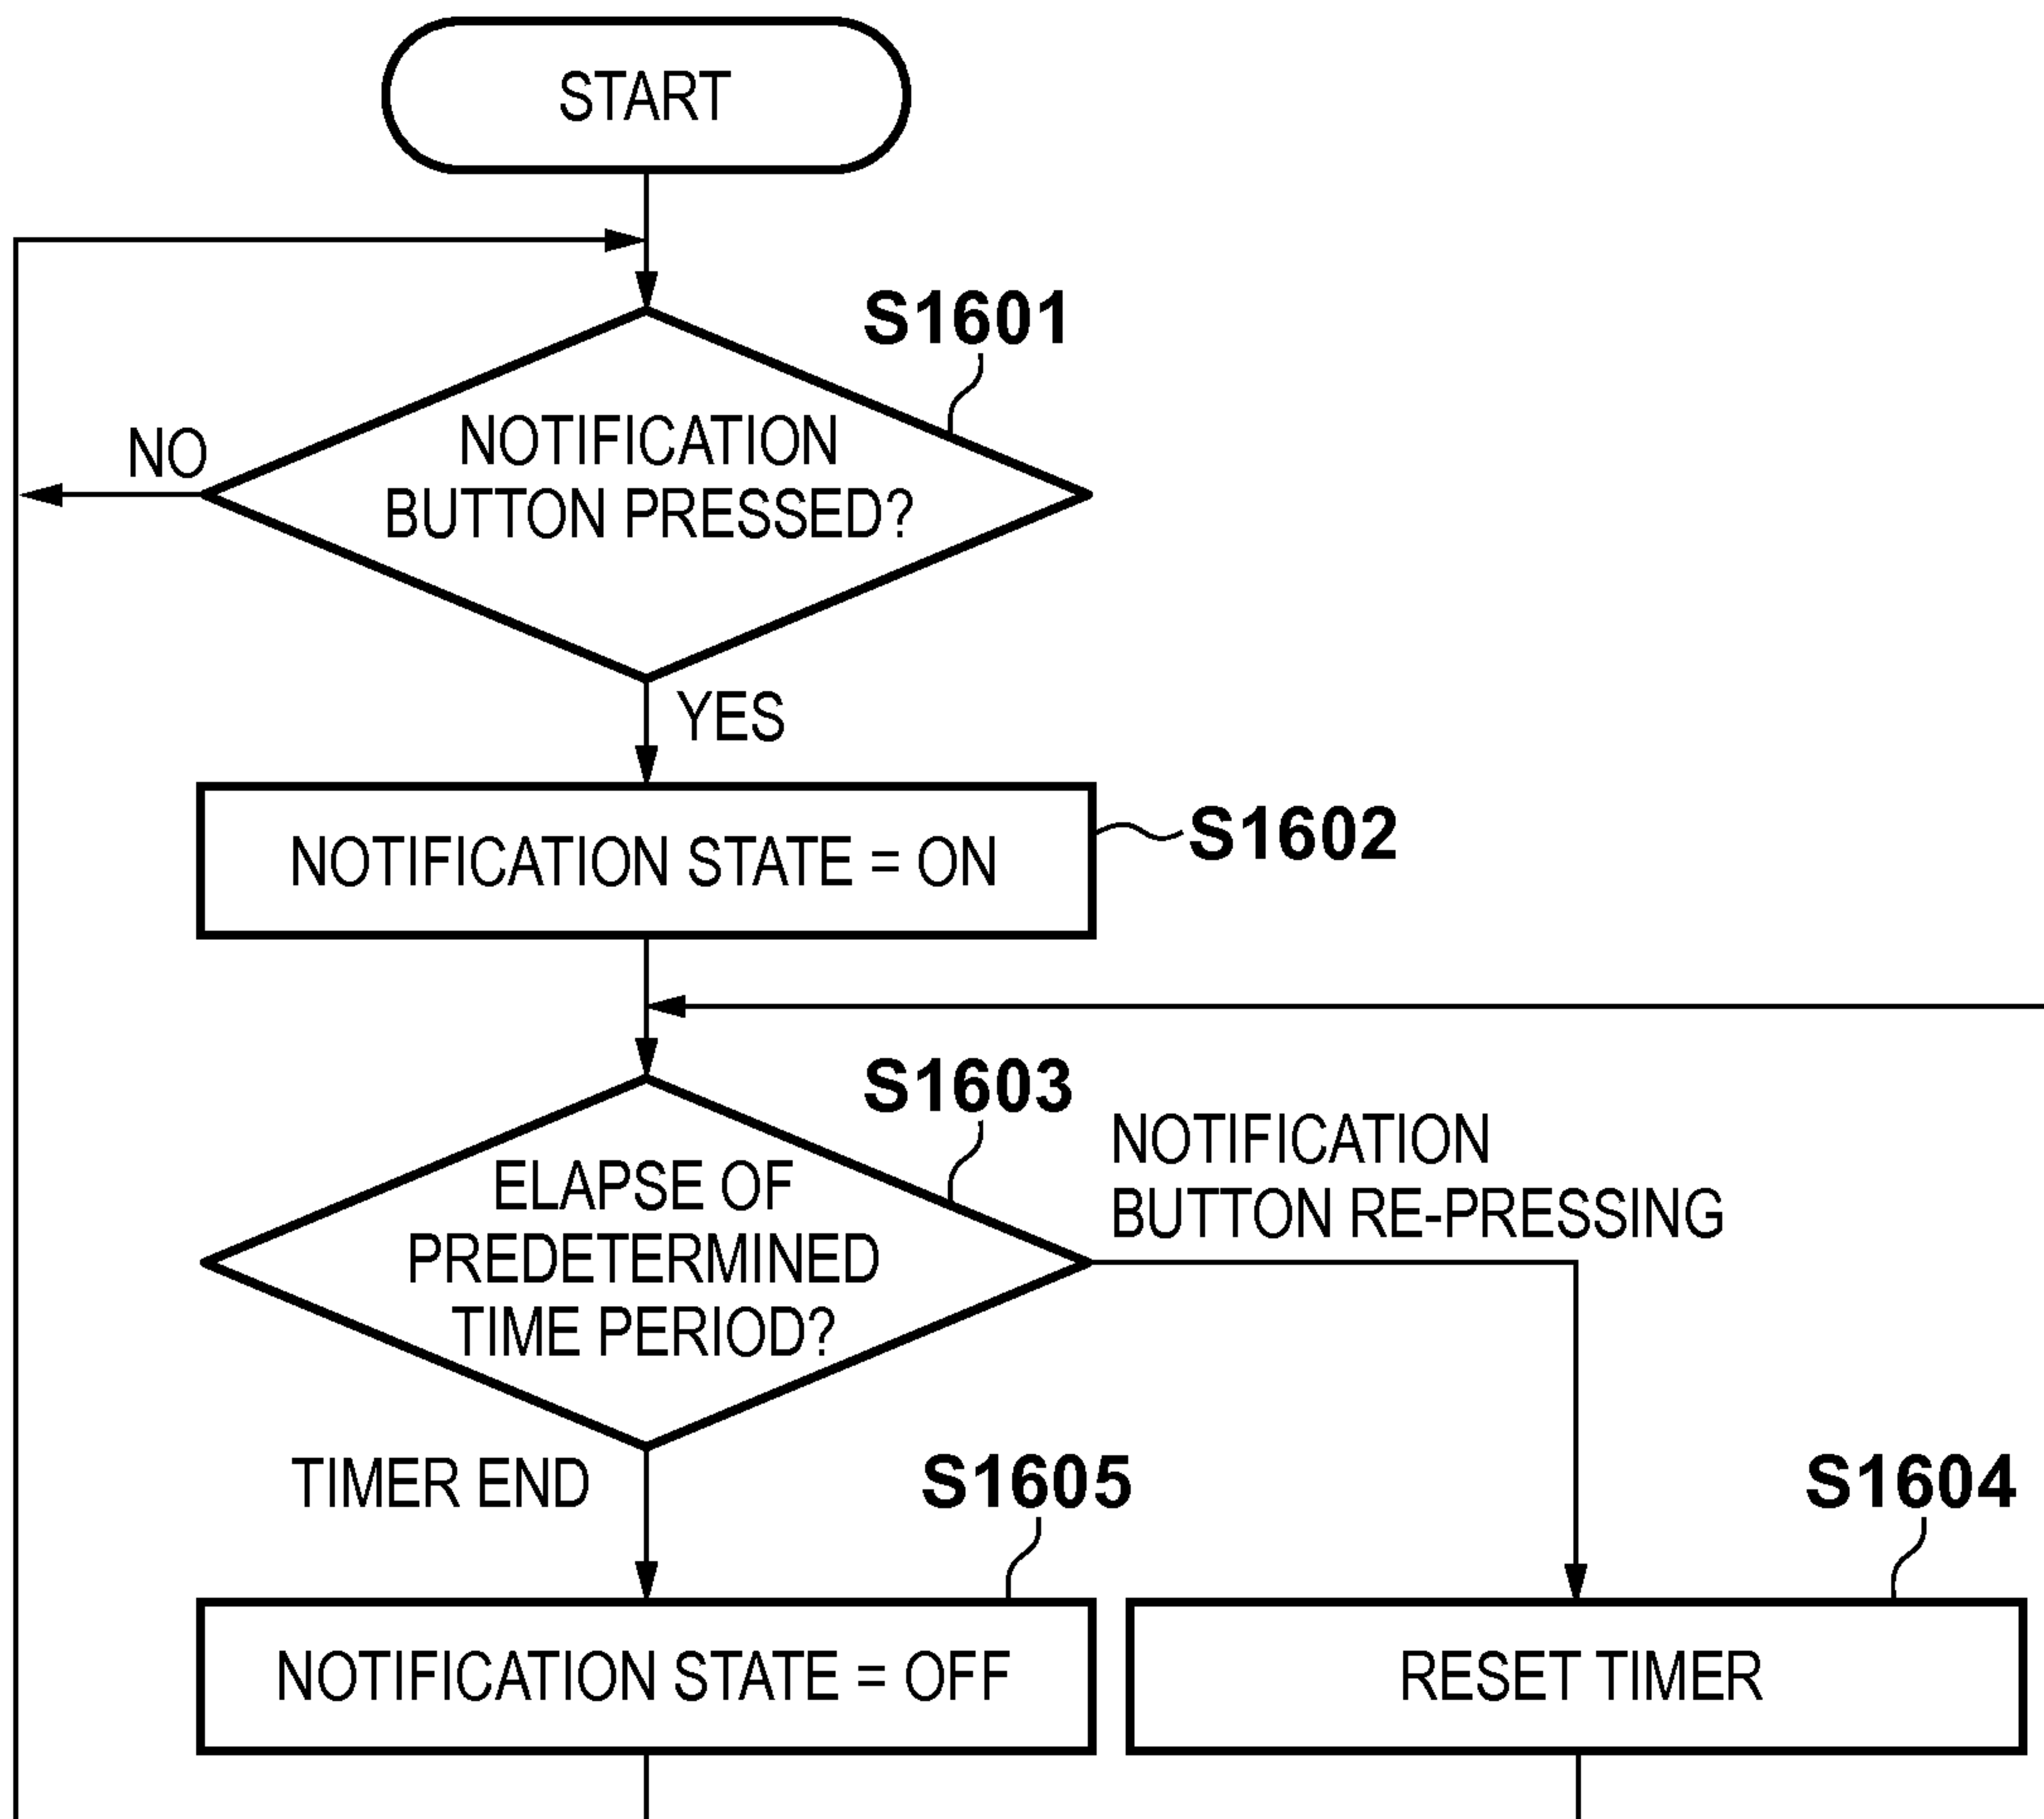 START
S1601
NOTIFICATION
BUTTON PRESSED?
NO
YES
NOTIFICATION STATE = ON
S1602
S1603
ELAPSE OF
PREDETERMINED
TIME PERIOD?
NOTIFICATION
BUTTON RE-PRESSING
TIMER END
S1605
S1604
NOTIFICATION STATE = OFF
RESET TIMER